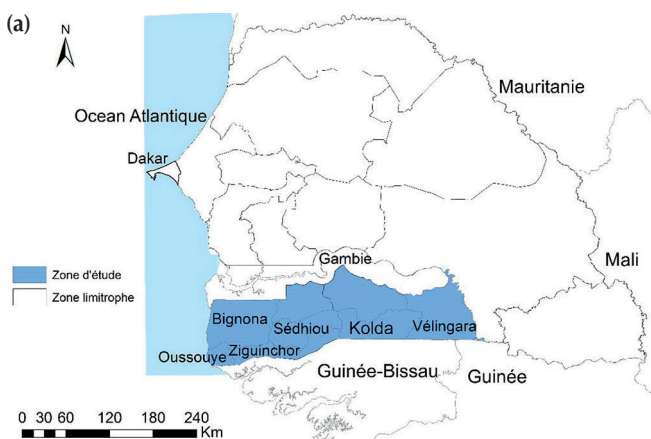 (a)
N
Mauritanie
Ocean Atlantique
Dakar
Gambie
Mali
Zone d'étude
Zone limitrophe
Bignona
Sédhiou
Kolda
Vélingara
Oussouye
Ziguinchor
Guinée-Bissau
Guinée
0 30 60 120 180 240
Km